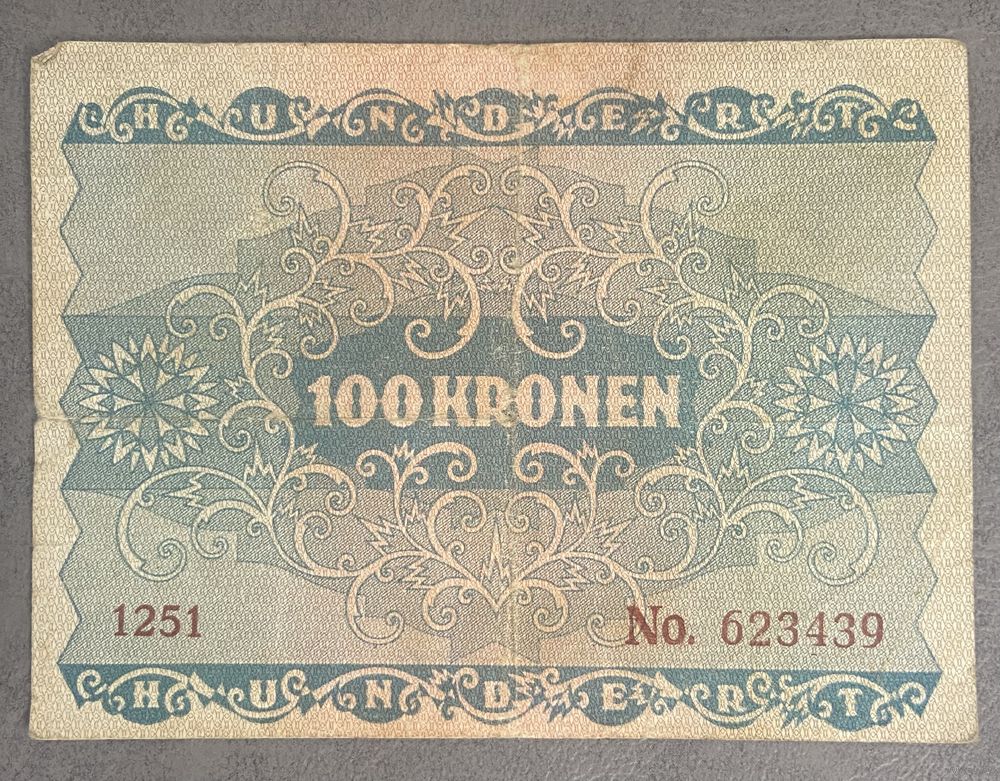 HUNDERT
100 KRONEN
1251
No. 623439
HUNDERT